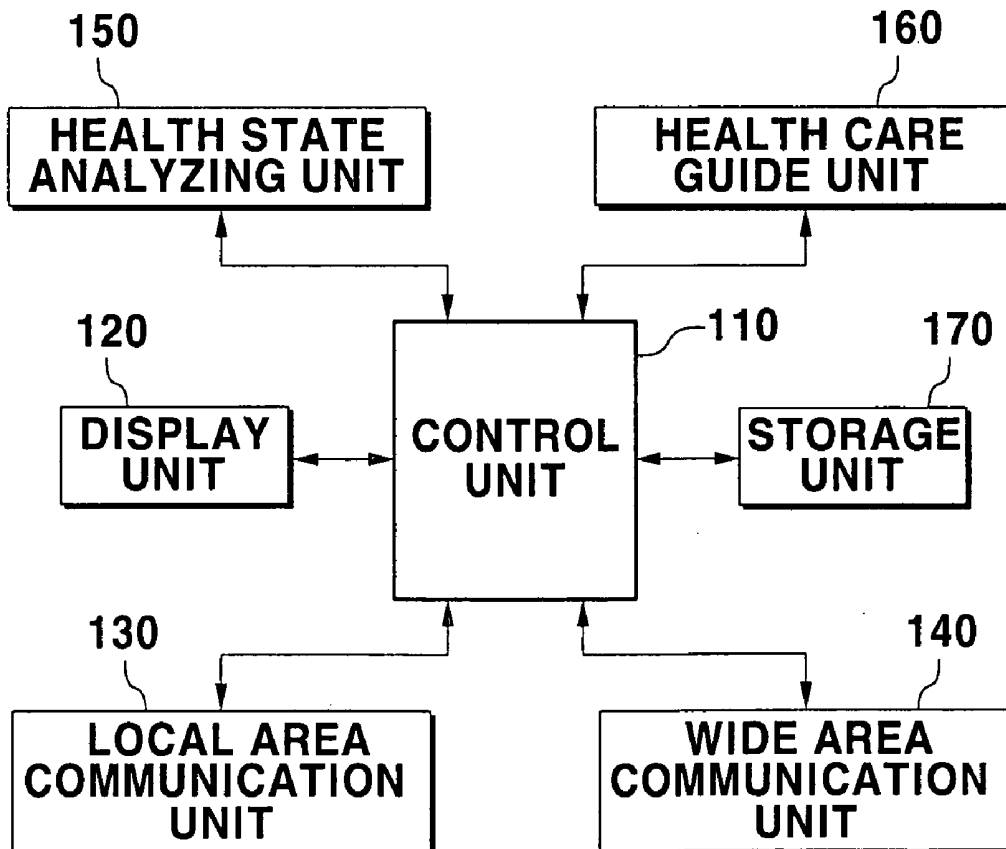 150
160
HEALTH STATE
ANALYZING UNIT
HEALTH CARE
GUIDE UNIT
120
110
170
DISPLAY
UNIT
CONTROL
UNIT
STORAGE
UNIT
130
140
LOCAL AREA
COMMUNICATION
UNIT
WIDE AREA
COMMUNICATION
UNIT